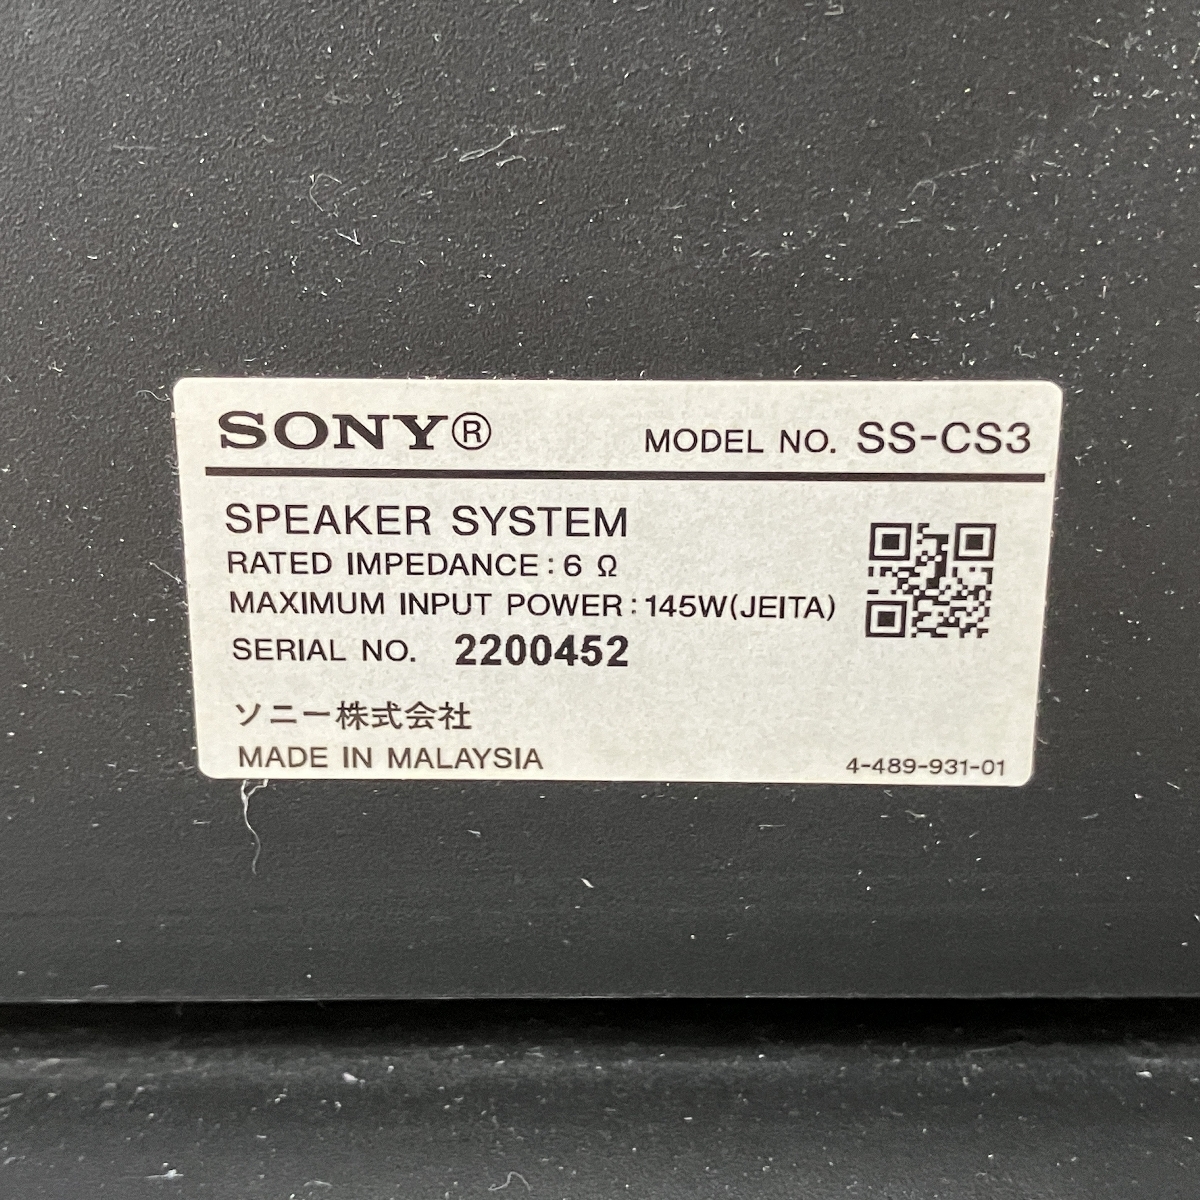 SONY®
MODEL NO. SS-CS3
SPEAKER SYSTEM
RATED IMPEDANCE: 6 Ω
MAXIMUM INPUT POWER: 145W(JEITA)
SERIAL NO. 2200452
ソニー株式会社
MADE IN MALAYSIA
4-489-931-01